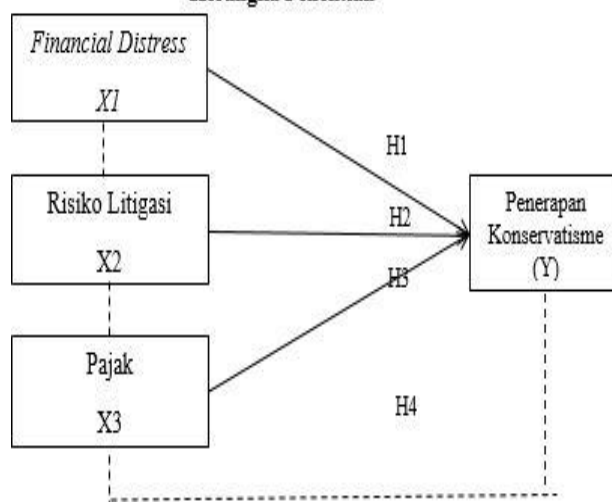 Financial Distress
X1
H1
Risiko Litigasi
X2
H2
Penerapan
Konservatisme
(Y)
H3
Pajak
X3
H4